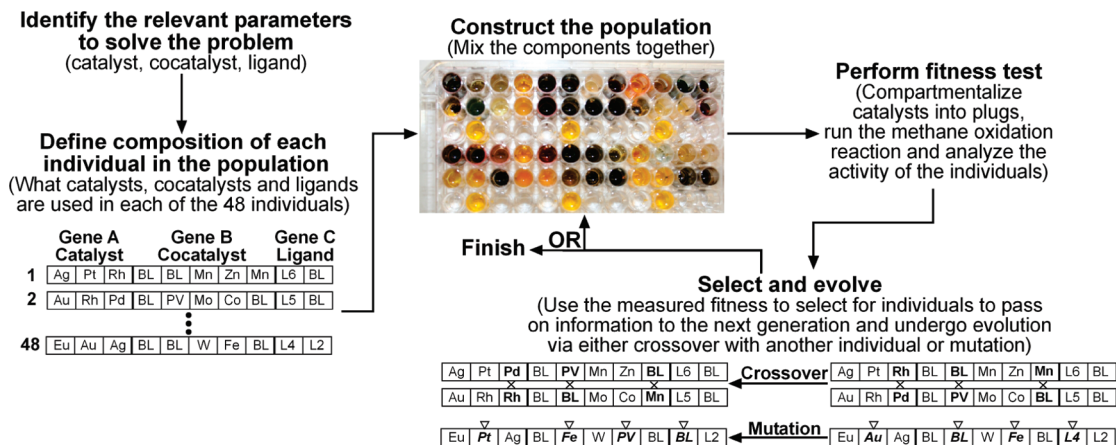 Identify the relevant parameters
to solve the problem
(catalyst, cocatalyst, ligand)
Define composition of each
individual in the population
(What catalysts, cocatalysts and ligands
are used in each of the 48 individuals)
Gene A Gene B Gene C
Catalyst Cocatalyst Ligand
1 Ag Pt Rh BL BL Mn Zn Mn L6 BL
2 Au Rh Pd BL PV Mo Co BL L5 BL
48 Eu Au Ag BL BL W Fe BL L4 L2
Construct the population
(Mix the components together)
Perform fitness test
(Compartmentalize
catalysts into plugs,
run the methane oxidation
reaction and analyze the
activity of the individuals)
Finish OR
Select and evolve
(Use the measured fitness to select for individuals to pass
on information to the next generation and undergo evolution
via either crossover with another individual or mutation)
Ag Pt Pd BL PV Mn Zn BL L6 BL Crossover Ag Pt Rh BL BL Mn Zn Mn L6 BL
Au Rh Rh BL BL Mo Co Mn L5 BL Au Rh Pd BL PV Mo Co BL L5 BL
Eu Pt Ag BL Fe W PV BL BL L2 Mutation Eu Au Ag BL BL W Fe BL L4 L2